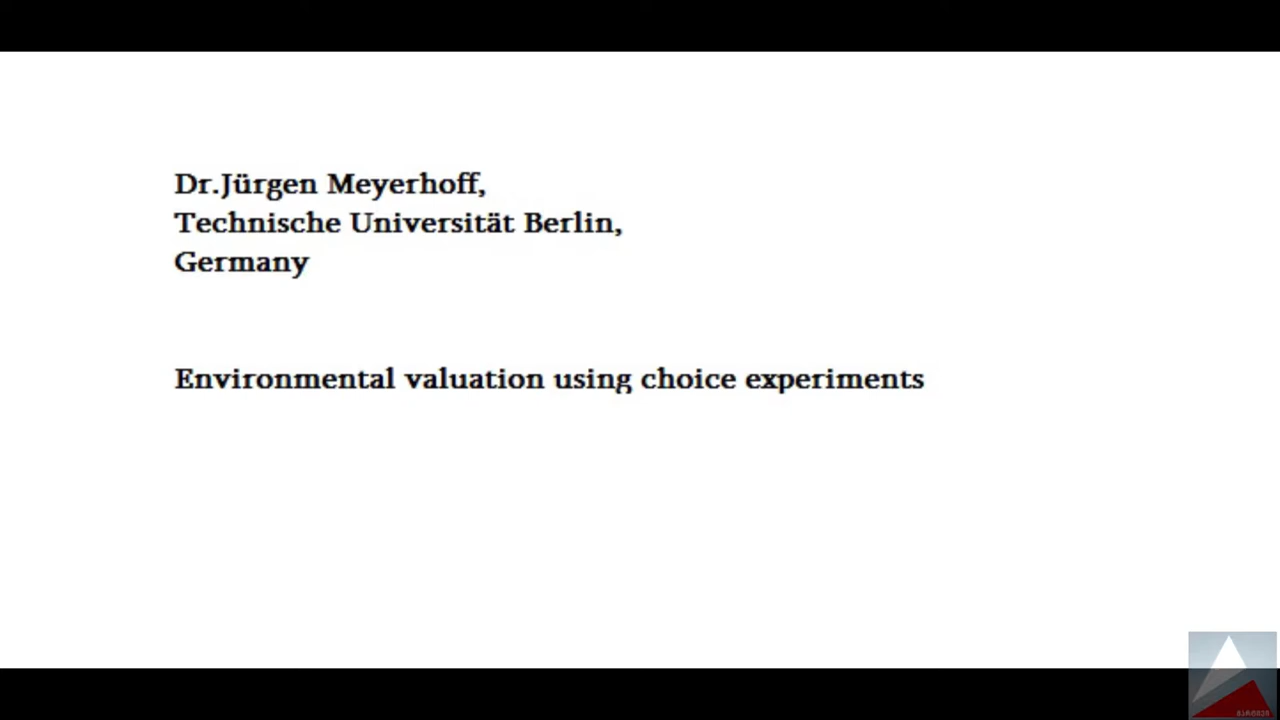 Dr.Jürgen Meyerhoff,
Technische Universität Berlin,
Germany
Environmental valuation using choice experiments